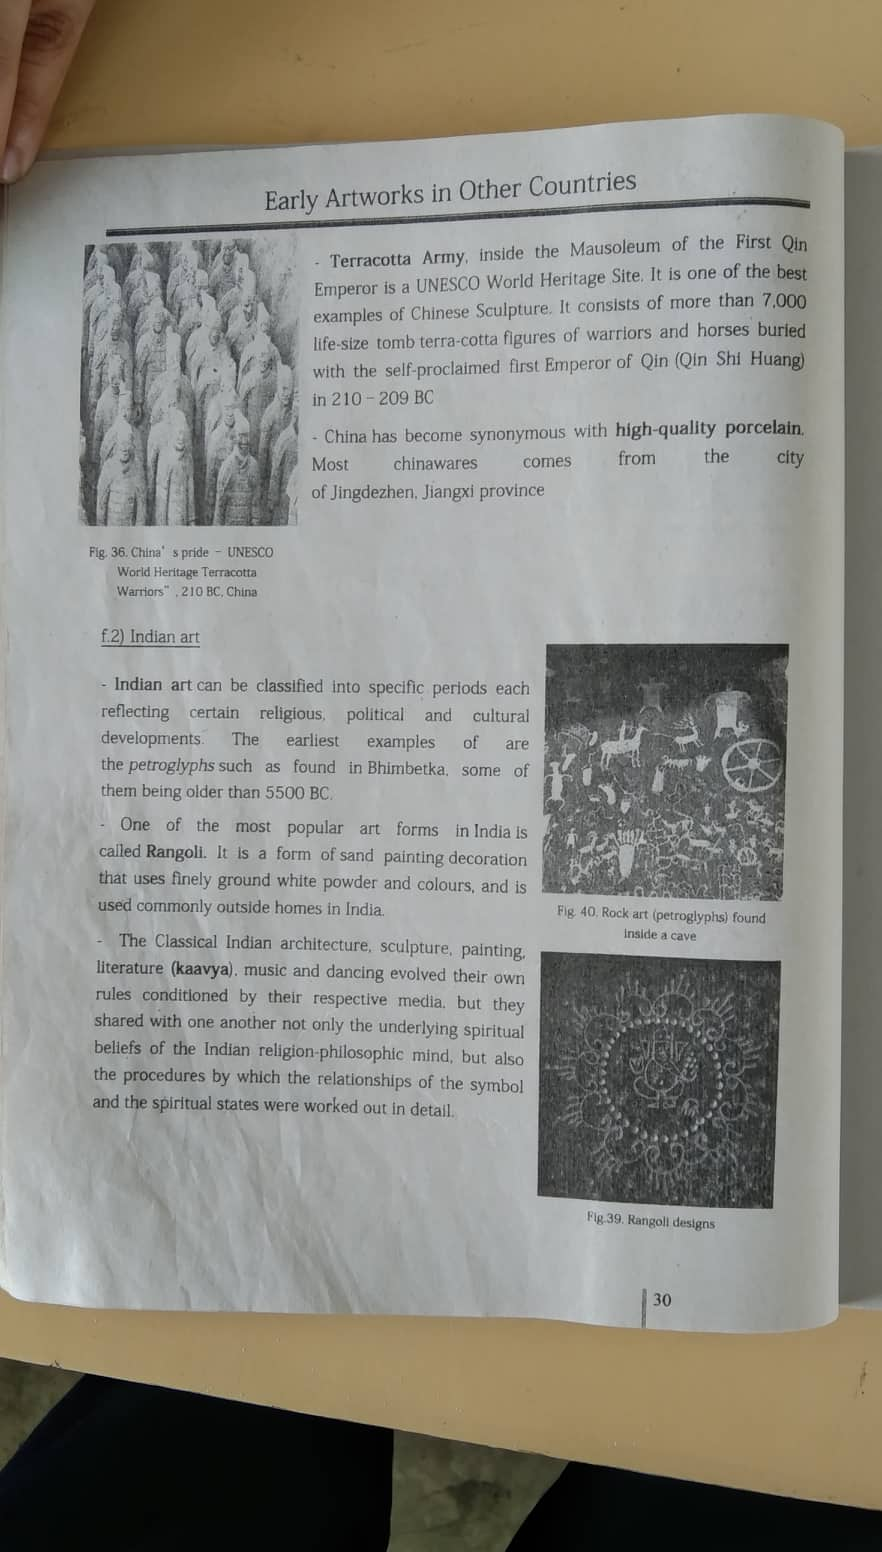 Early Artworks in Other Countries
- Terracotta Army, inside the Mausoleum of the First Qin
Emperor is a UNESCO World Heritage Site. It is one of the best
examples of Chinese Sculpture. It consists of more than 7,000
life-size tomb terra-cotta figures of warriors and horses buried
with the self-proclaimed first Emperor of Qin (Qin Shi Huang)
in 210 – 209 BC
- China has become synonymous with high-quality porcelain.
Most chinawares comes from the city
of Jingdezhen, Jiangxi province
Fig. 36. China's pride – UNESCO
World Heritage Terracotta
Warriors", 210 BC, China
f.2) Indian art
- Indian art can be classified into specific periods each
reflecting certain religious, political and cultural
developments. The earliest examples of are
the petroglyphs such as found in Bhimbetka, some of
them being older than 5500 BC.
- One of the most popular art forms in India is
called Rangoli. It is a form of sand painting decoration
that uses finely ground white powder and colours, and is
used commonly outside homes in India.
- The Classical Indian architecture, sculpture, painting,
literature (kaavya), music and dancing evolved their own
rules conditioned by their respective media, but they
shared with one another not only the underlying spiritual
beliefs of the Indian religion-philosophic mind, but also
the procedures by which the relationships of the symbol
and the spiritual states were worked out in detail.
Fig. 40. Rock art (petroglyphs) found
inside a cave
Fig.39. Rangoli designs
30